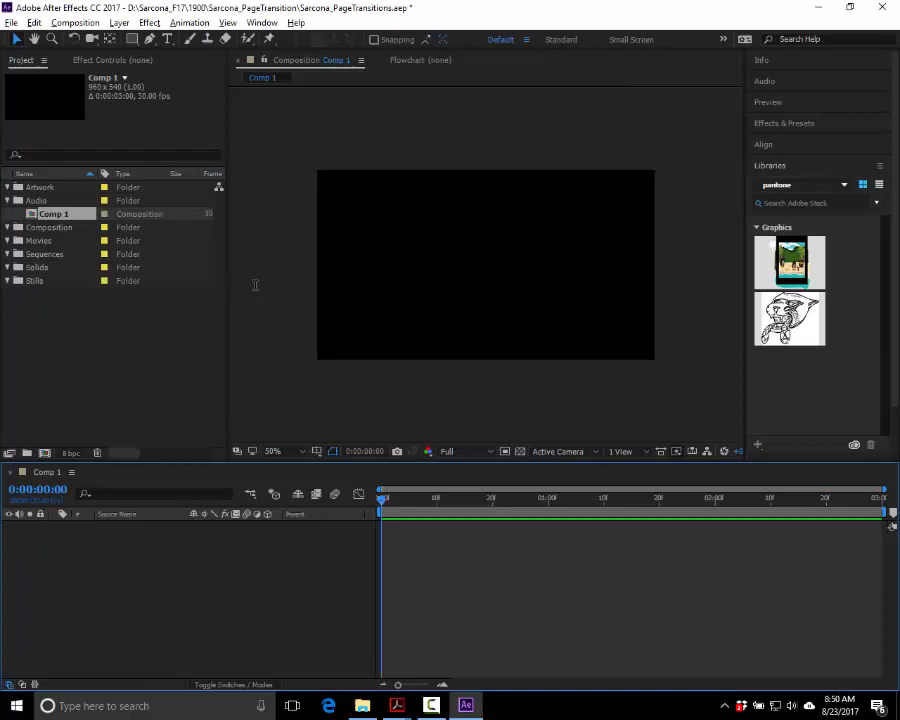 Adobe After Effects CC 2017 - D:\Sarcona_F17\1900\Sarcona_PageTransition\Sarcona_PageTransitions.aep *
File Edit Composition Layer Effect Animation View Window Help
Snapping Default Standard Small Screen Search Help
Project Effect Controls (none) Composition Comp 1 Flowchart (none) Info
Comp 1 Comp 1 Audio
960 x 540 (1.00)
Δ 0:00:03:00, 30.00 fps
Preview
Effects & Presets
Align
Libraries
Name Type Size Frame
Artwork Folder pantone
Audio Folder Search Adobe Stock
Comp 1 Composition 30
Composition Folder Graphics
Movies Folder
Sequences Folder
Solids Folder
Stills Folder
8 bpc 50% 0:00:00:00 Full Active Camera 1 View +0
Comp 1
0:00:00:00
10f 20f 01:00f 10f 20f 02:00f 10f 20f 03:0
# Source Name Parent
Toggle Switches / Modes
Type here to search
8:50 AM
8/23/2017